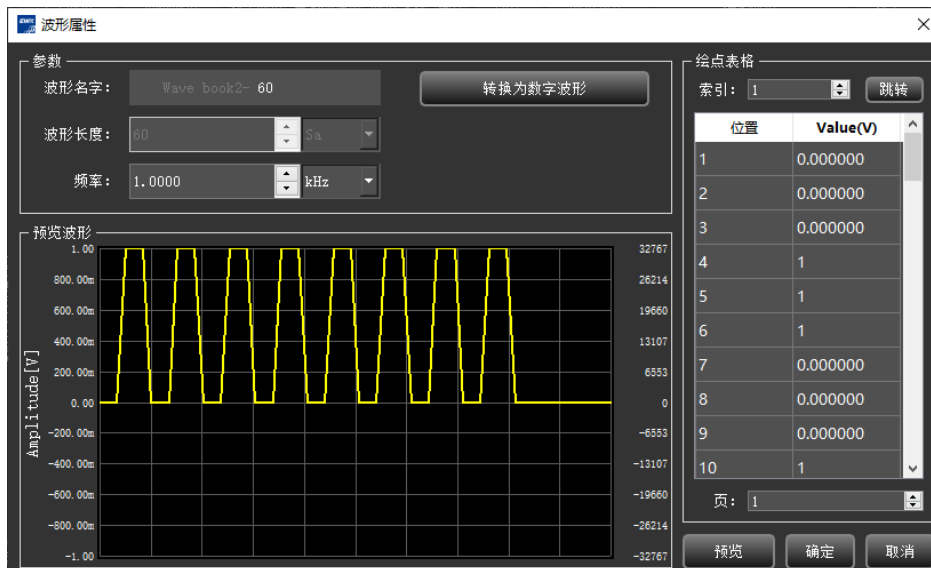 波形属性
参数
波形名字: Wave book2- 60
转换为数字波形
波形长度: 60 Sa
频率: 1.0000 kHz
预览波形
Amplitude[V]
1.00
800.00m
600.00m
400.00m
200.00m
0.00
-200.00m
-400.00m
-600.00m
-800.00m
-1.00
32767
26214
19660
13107
6553
0
-6553
-13107
-19660
-26214
-32767
绘点表格
索引: 1 跳转
位置 Value(V)
1 0.000000
2 0.000000
3 0.000000
4 1
5 1
6 1
7 0.000000
8 0.000000
9 0.000000
10 1
页: 1
预览 确定 取消